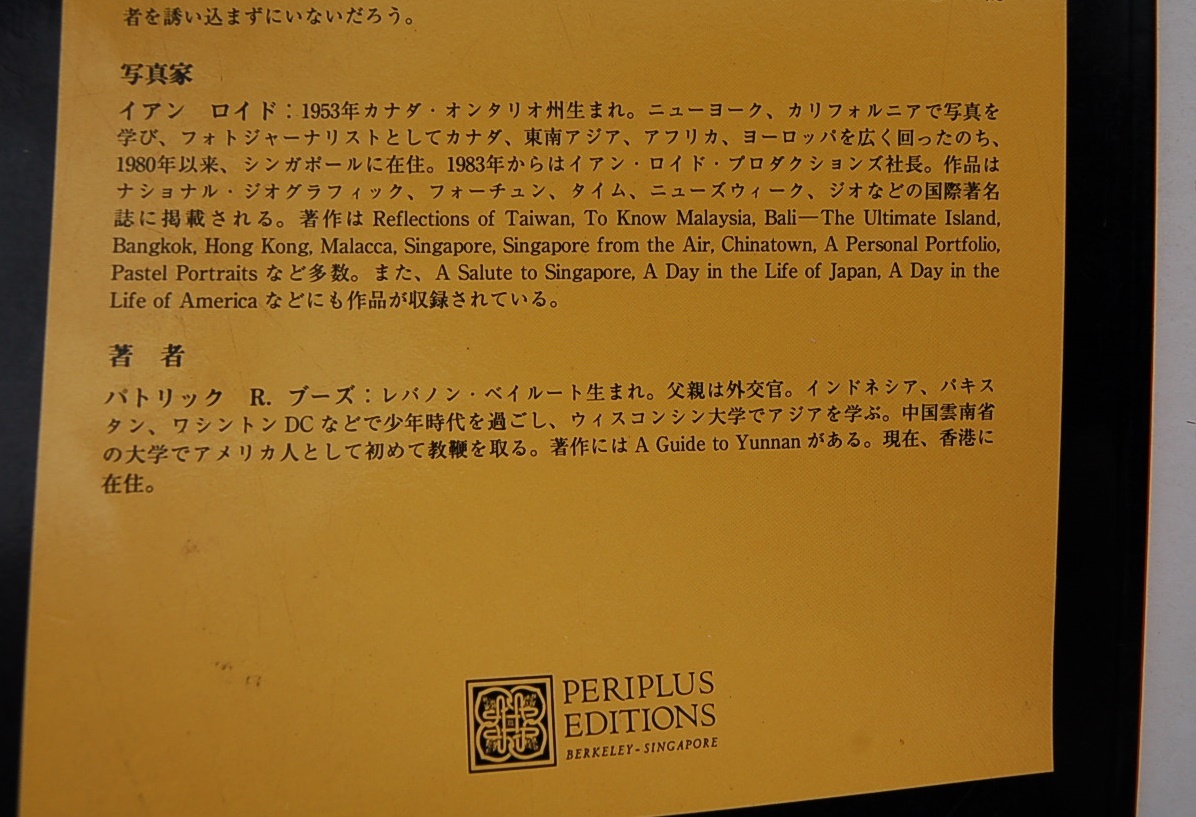 者を誘い込まずにいないだろう。
写真家
イアン　ロイド：1953年カナダ・オンタリオ州生まれ。ニューヨーク、カリフォルニアで写真を
学び、フォトジャーナリストとしてカナダ、東南アジア、アフリカ、ヨーロッパを広く回ったのち、
1980年以来、シンガポールに在住。1983年からはイアン・ロイド・プロダクションズ社長。作品は
ナショナル・ジオグラフィック、フォーチュン、タイム、ニューズウィーク、ジオなどの国際著名
誌に掲載される。著作は Reflections of Taiwan, To Know Malaysia, Bali—The Ultimate Island,
Bangkok, Hong Kong, Malacca, Singapore, Singapore from the Air, Chinatown, A Personal Portfolio,
Pastel Portraits など多数。また、A Salute to Singapore, A Day in the Life of Japan, A Day in the
Life of America などにも作品が収録されている。
著　者
パトリック　R. ブーズ：レバノン・ベイルート生まれ。父親は外交官。インドネシア、パキス
タン、ワシントン DC などで少年時代を過ごし、ウィスコンシン大学でアジアを学ぶ。中国雲南省
の大学でアメリカ人として初めて教鞭を取る。著作には A Guide to Yunnan がある。現在、香港に
在住。
PERIPLUS
EDITIONS
BERKELEY-SINGAPORE